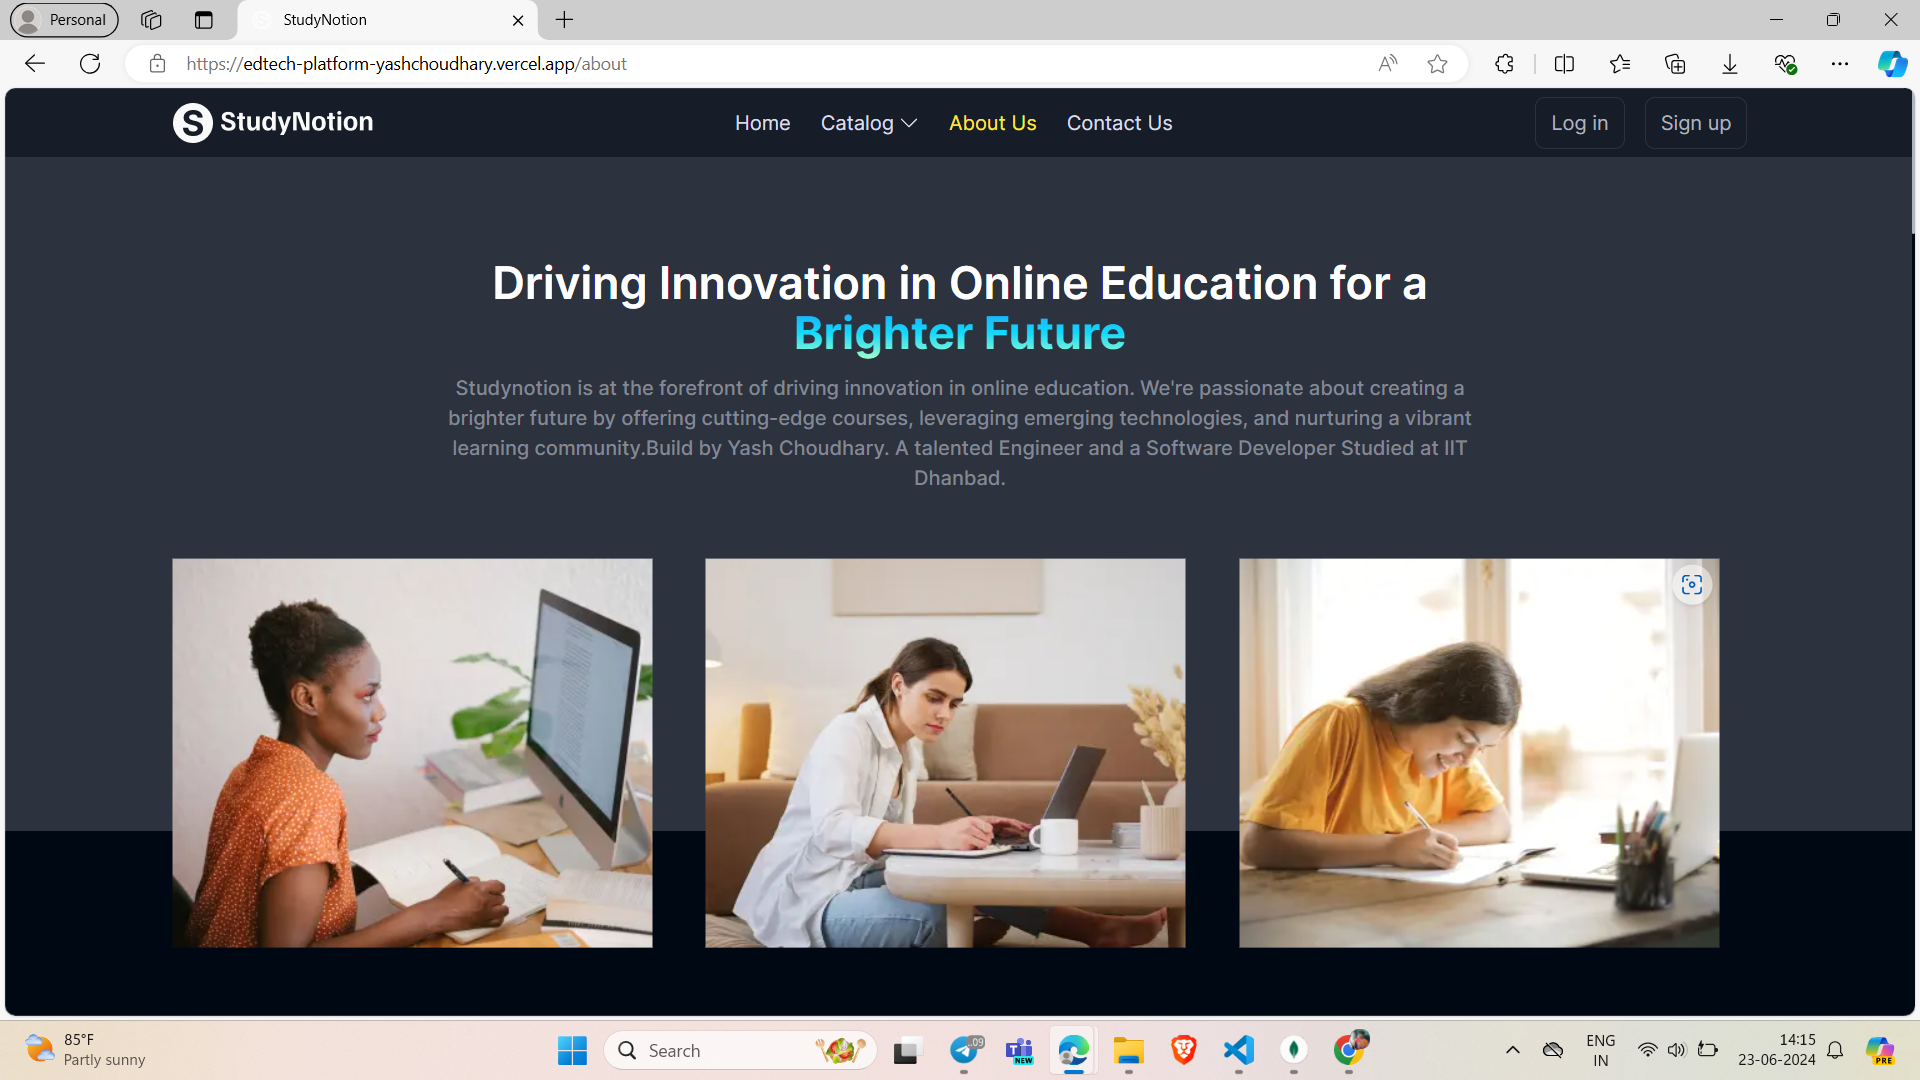 Personal
StudyNotion
https://edtech-platform-yashchoudhary.vercel.app/about
S StudyNotion
Home
Catalog
About Us
Contact Us
Log in
Sign up
Driving Innovation in Online Education for a
Brighter Future
Studynotion is at the forefront of driving innovation in online education. We're passionate about creating a
brighter future by offering cutting-edge courses, leveraging emerging technologies, and nurturing a vibrant
learning community.Build by Yash Choudhary. A talented Engineer and a Software Developer Studied at IIT
Dhanbad.
85°F
Partly sunny
Search
..09
NEW
ENG
IN
14:15
23-06-2024
PRE